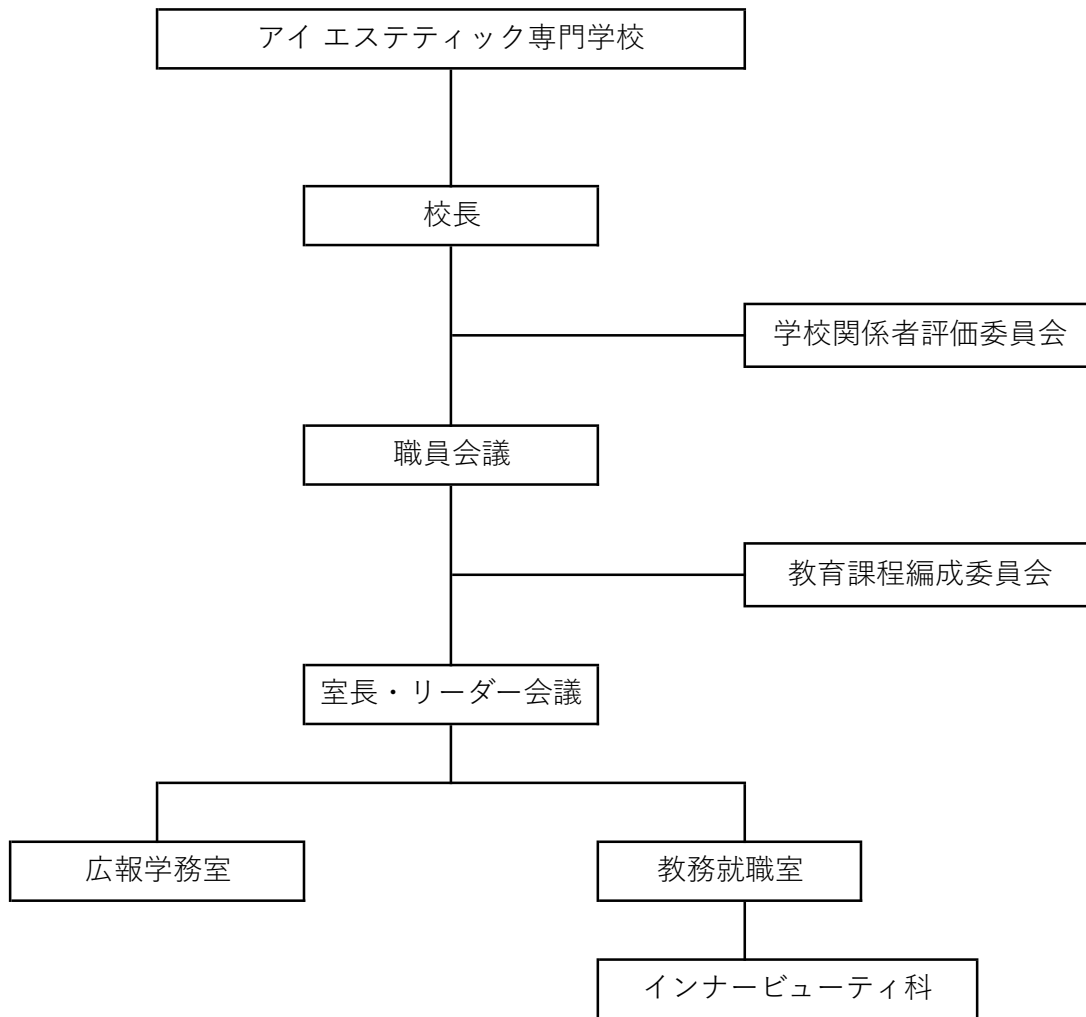 アイ エステティック専門学校
校長
学校関係者評価委員会
職員会議
教育課程編成委員会
室長・リーダー会議
広報学務室
教務就職室
インナービューティ科